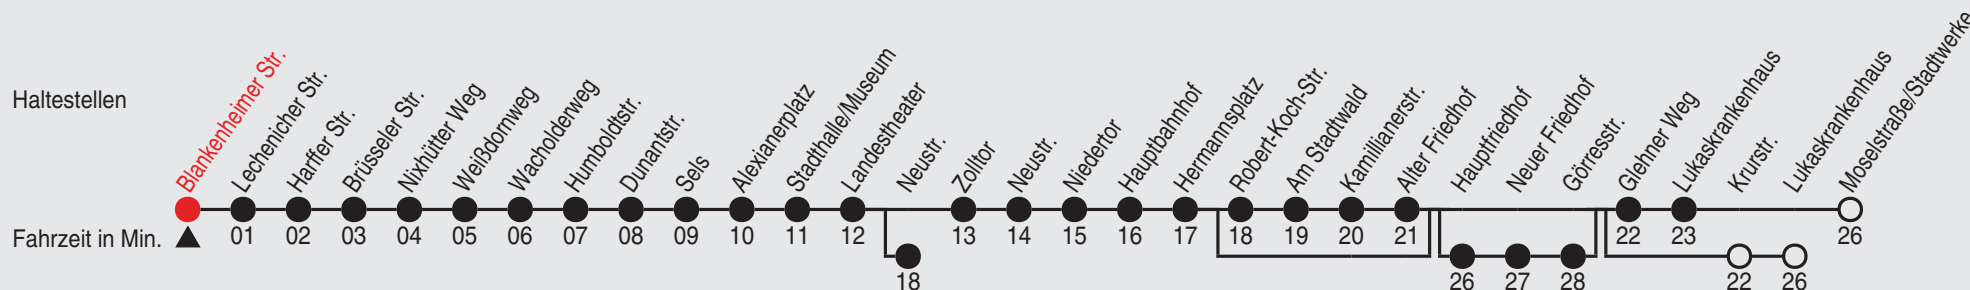 Haltestellen
Blankenheimer Str.
Lechenicher Str.
Harffer Str.
Brüsseler Str.
Nixhütter Weg
Weißdornweg
Wacholderweg
Humboldtstr.
Dunantstr.
Sels
Alexianerplatz
Stadthalle/Museum
Landestheater
Neustr.
Zolltor
Neustr.
Niedertor
Hauptbahnhof
Hermannsplatz
Robert-Koch-Str.
Am Stadtwald
Kamillianerstr.
Alter Friedhof
Hauptfriedhof
Neuer Friedhof
Görresstr.
Glehner Weg
Lukaskrankenhaus
Krurstr.
Lukaskrankenhaus
Moselstraße/Stadtwerke
Fahrzeit in Min. 01 02 03 04 05 06 07 08 09 10 11 12 13 14 15 16 17 18 19 20 21 22 23 26
18 26 27 28 22 26